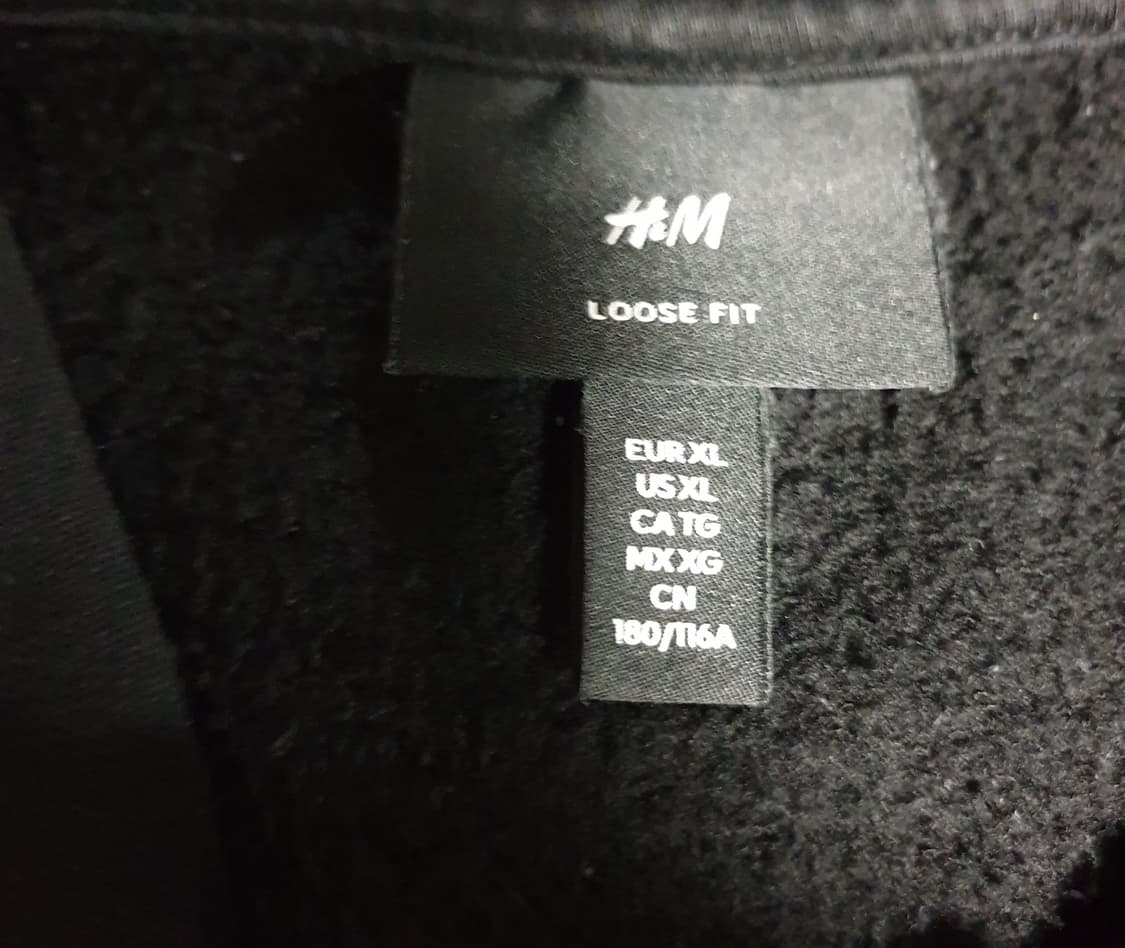 H&M
LOOSE FIT
EUR XL
US XL
CA TG
MX XG
CN
180/116A